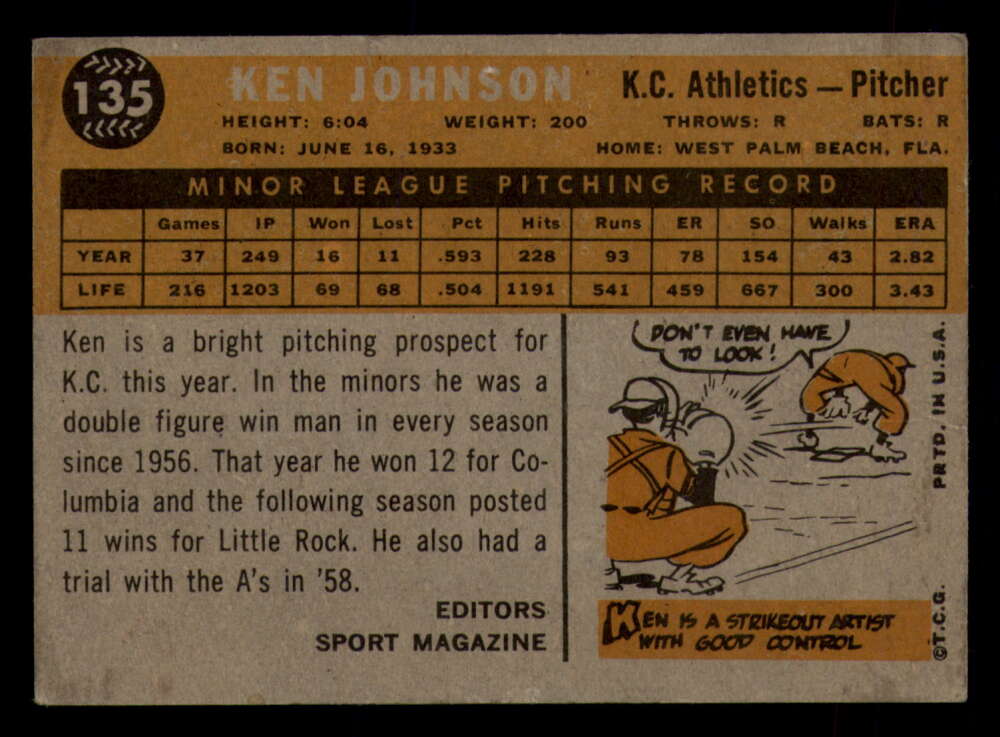 135
KEN JOHNSON K.C. Athletics — Pitcher
HEIGHT: 6:04 WEIGHT: 200 THROWS: R BATS: R
BORN: JUNE 16, 1933 HOME: WEST PALM BEACH, FLA.
MINOR LEAGUE PITCHING RECORD
Games IP Won Lost Pct Hits Runs ER SO Walks ERA
YEAR 37 249 16 11 .593 228 93 78 154 43 2.82
LIFE 216 1203 69 68 .504 1191 541 459 667 300 3.43
Ken is a bright pitching prospect for
K.C. this year. In the minors he was a
double figure win man in every season
since 1956. That year he won 12 for Co-
lumbia and the following season posted
11 wins for Little Rock. He also had a
trial with the A's in '58.
EDITORS
SPORT MAGAZINE
DON'T EVEN HAVE
TO LOOK!
KEN IS A STRIKEOUT ARTIST
WITH GOOD CONTROL
©T.C.G. PRTD. IN U.S.A.